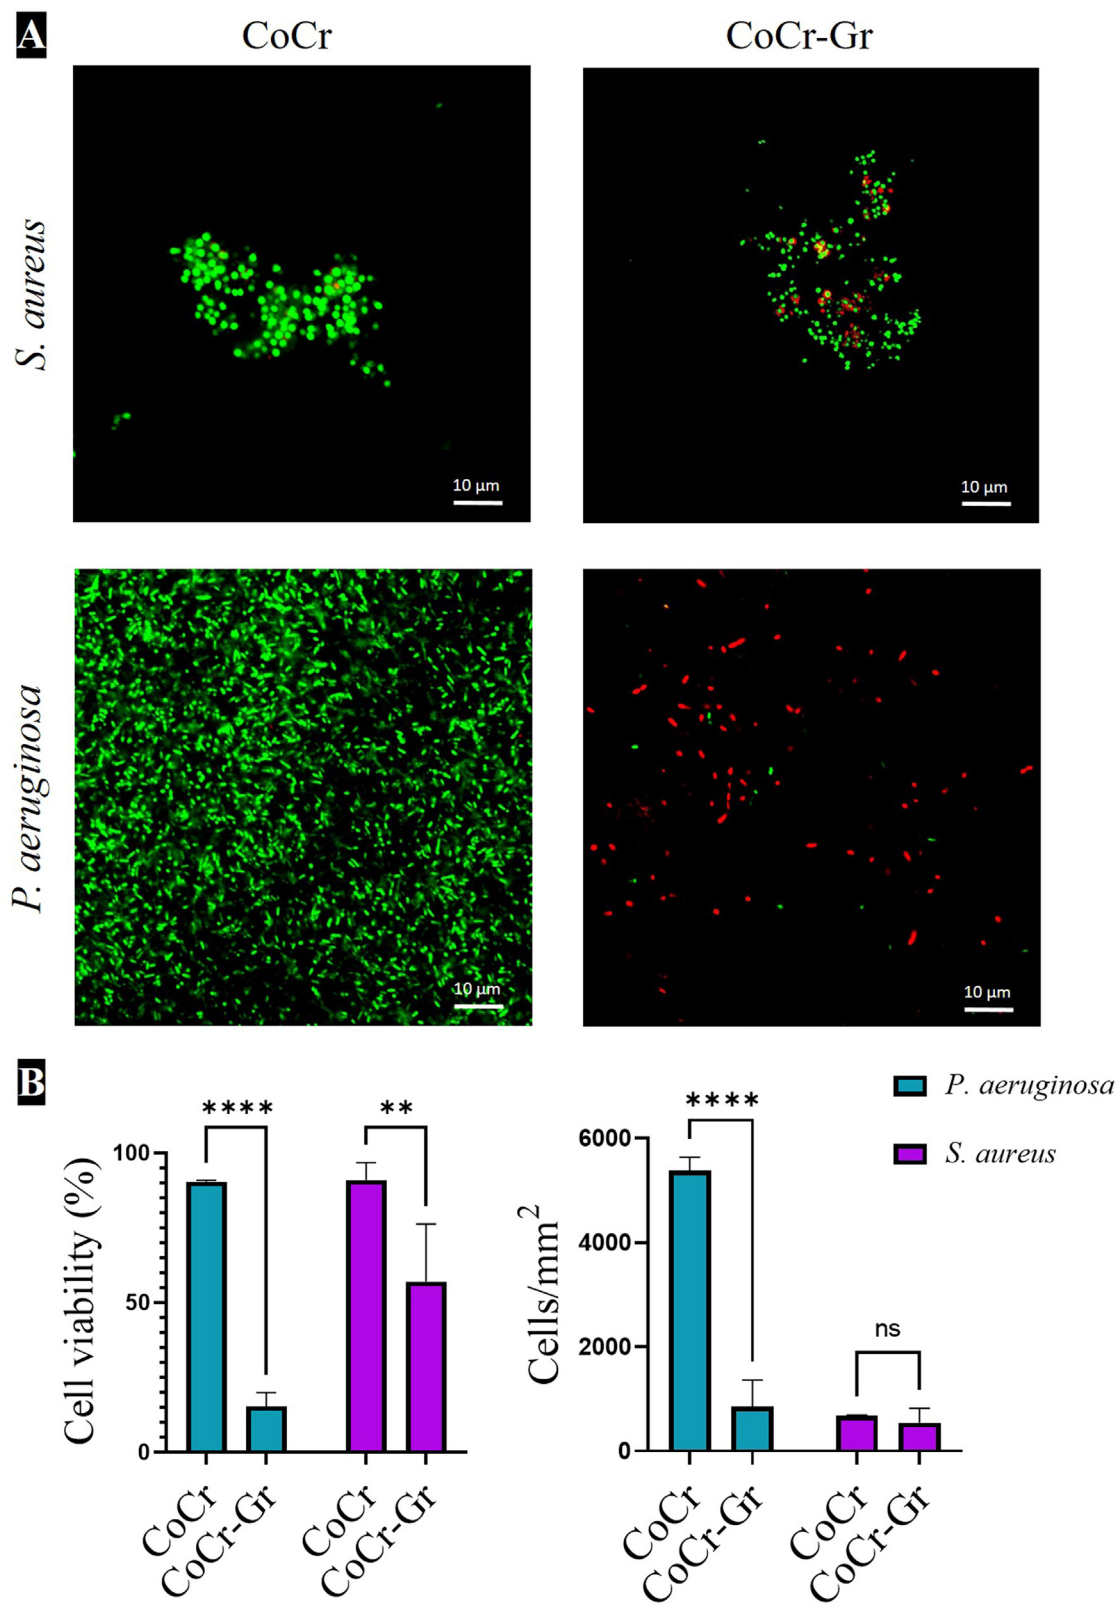 A
CoCr
CoCr-Gr
S. aureus
10 µm
10 µm
P. aeruginosa
10 µm
10 µm
B
P. aeruginosa
S. aureus
****
**
Cell viability (%)
100
50
0
CoCr
CoCr-Gr
CoCr
CoCr-Gr
****
ns
Cells/mm²
6000
4000
2000
0
CoCr
CoCr-Gr
CoCr
CoCr-Gr